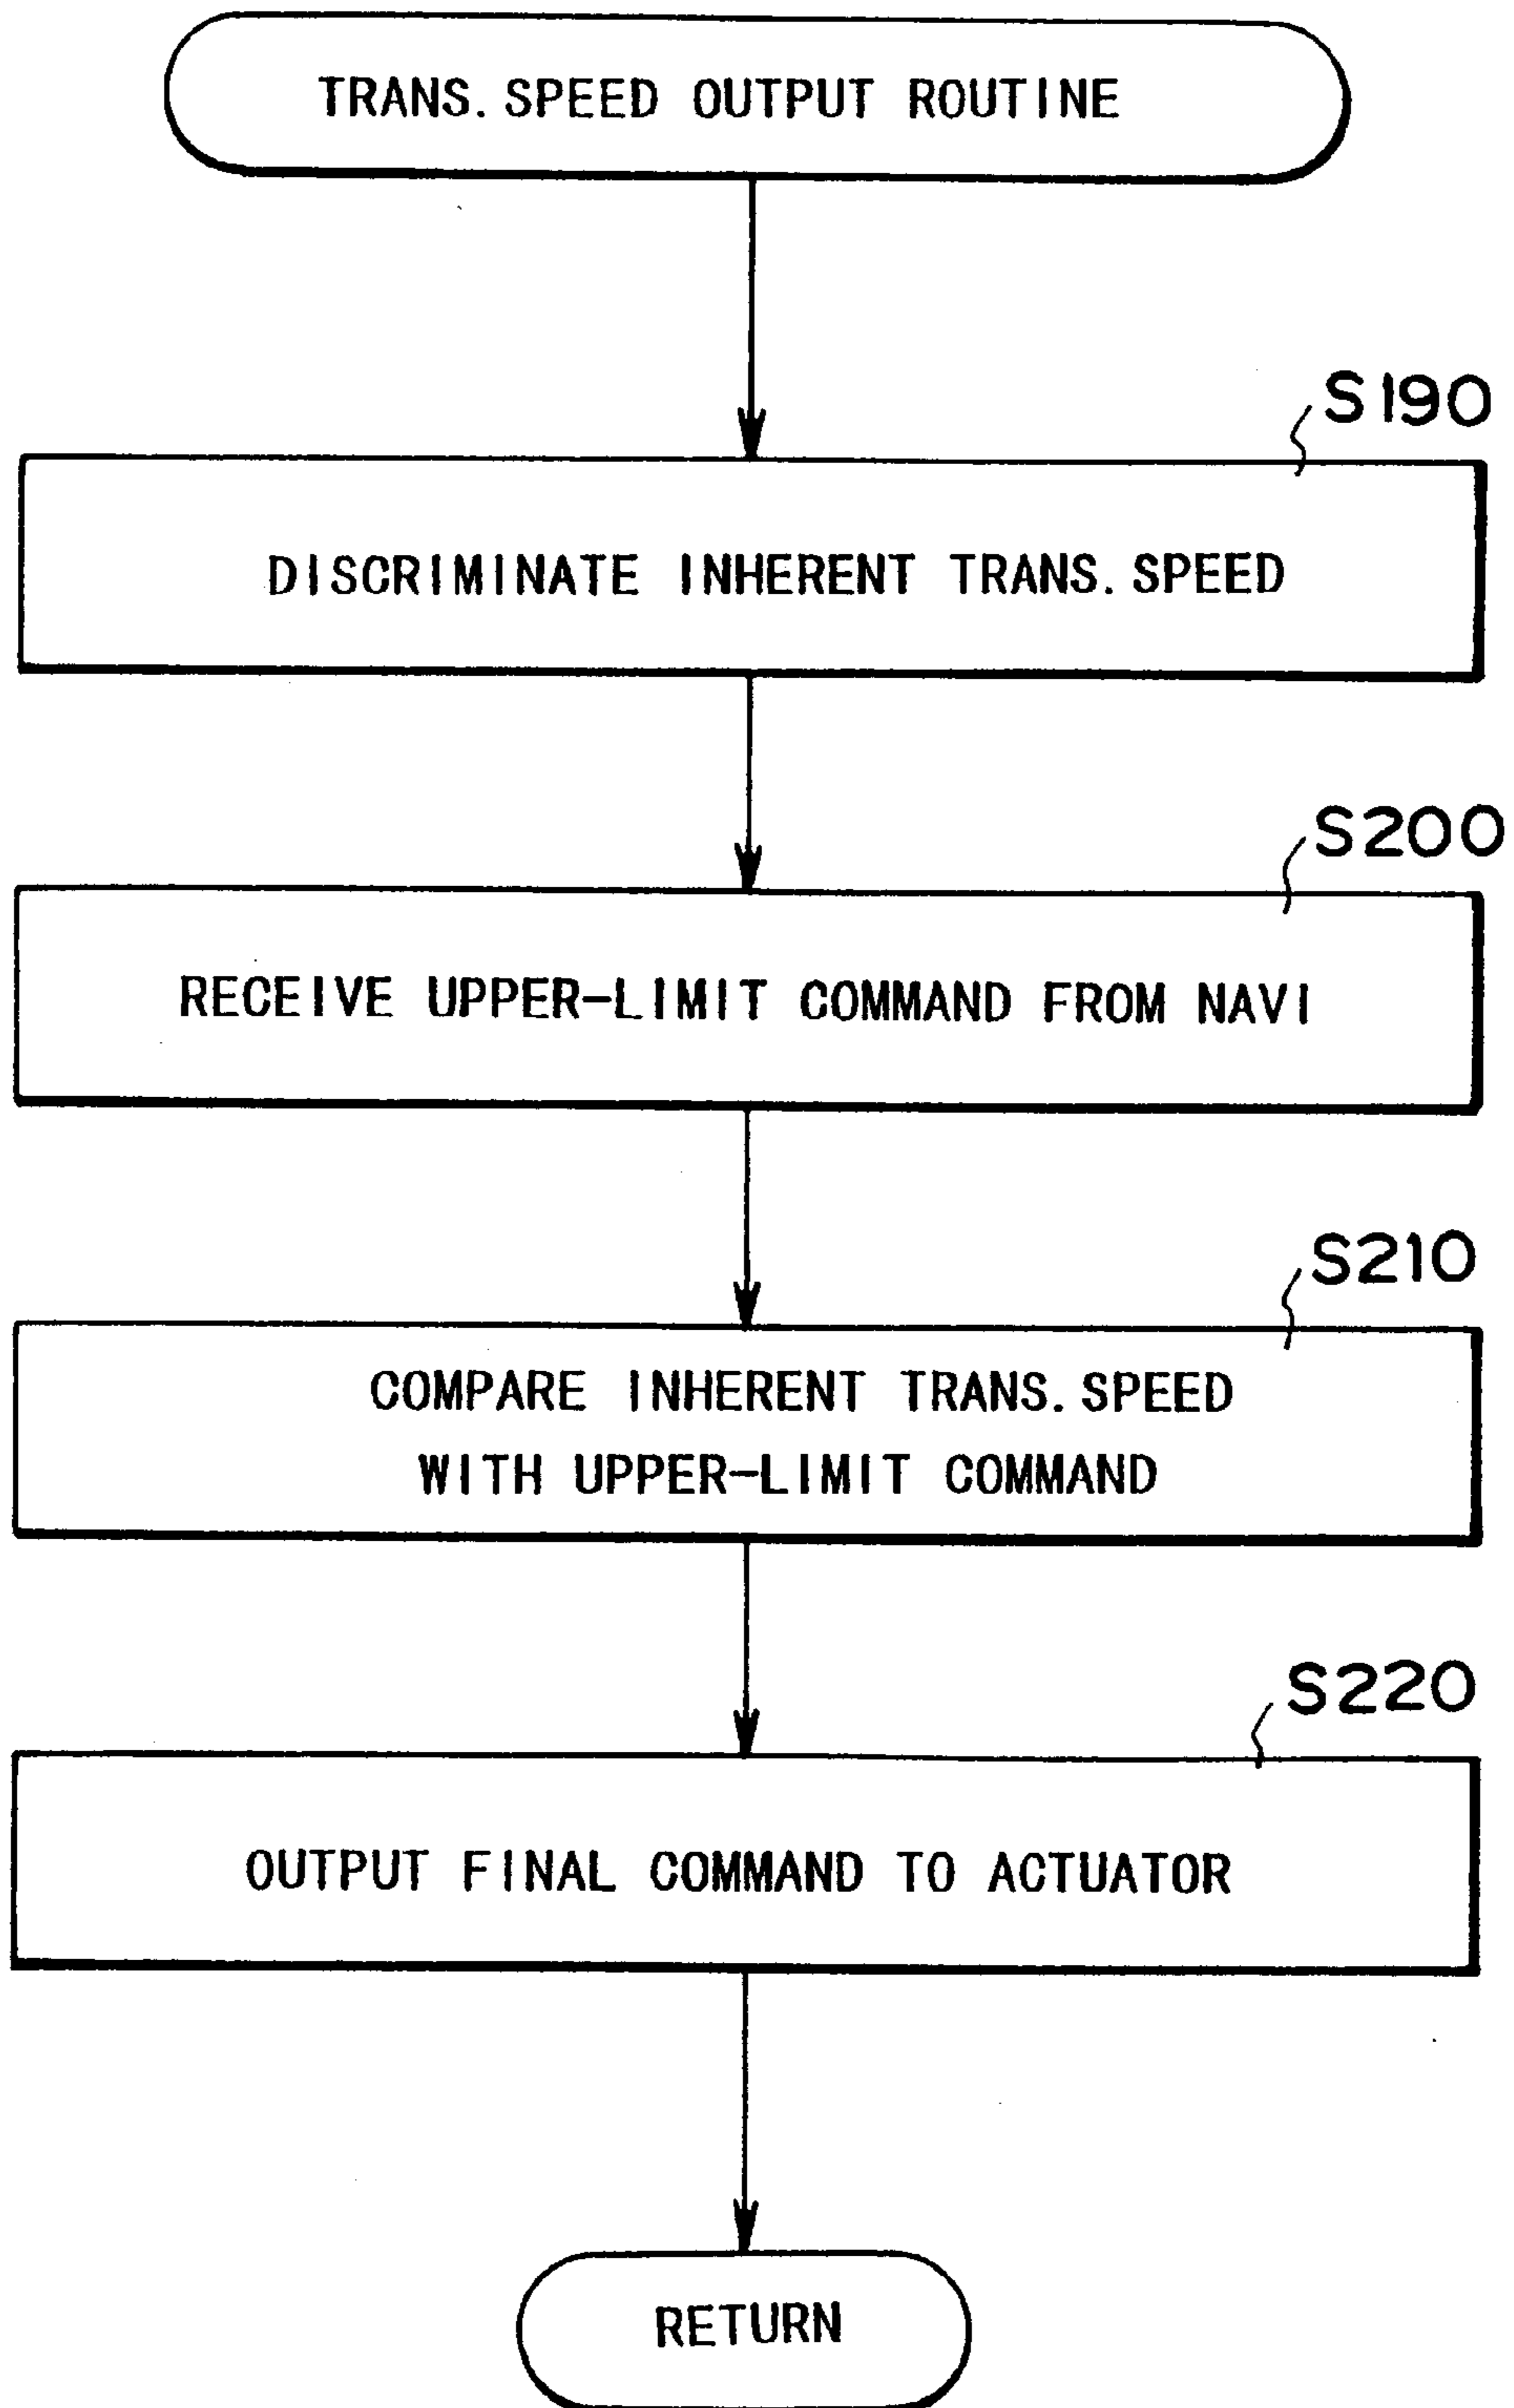 TRANS. SPEED OUTPUT ROUTINE
S190
DISCRIMINATE INHERENT TRANS. SPEED
S200
RECEIVE UPPER-LIMIT COMMAND FROM NAVI
S210
COMPARE INHERENT TRANS. SPEED
WITH UPPER-LIMIT COMMAND
S220
OUTPUT FINAL COMMAND TO ACTUATOR
RETURN